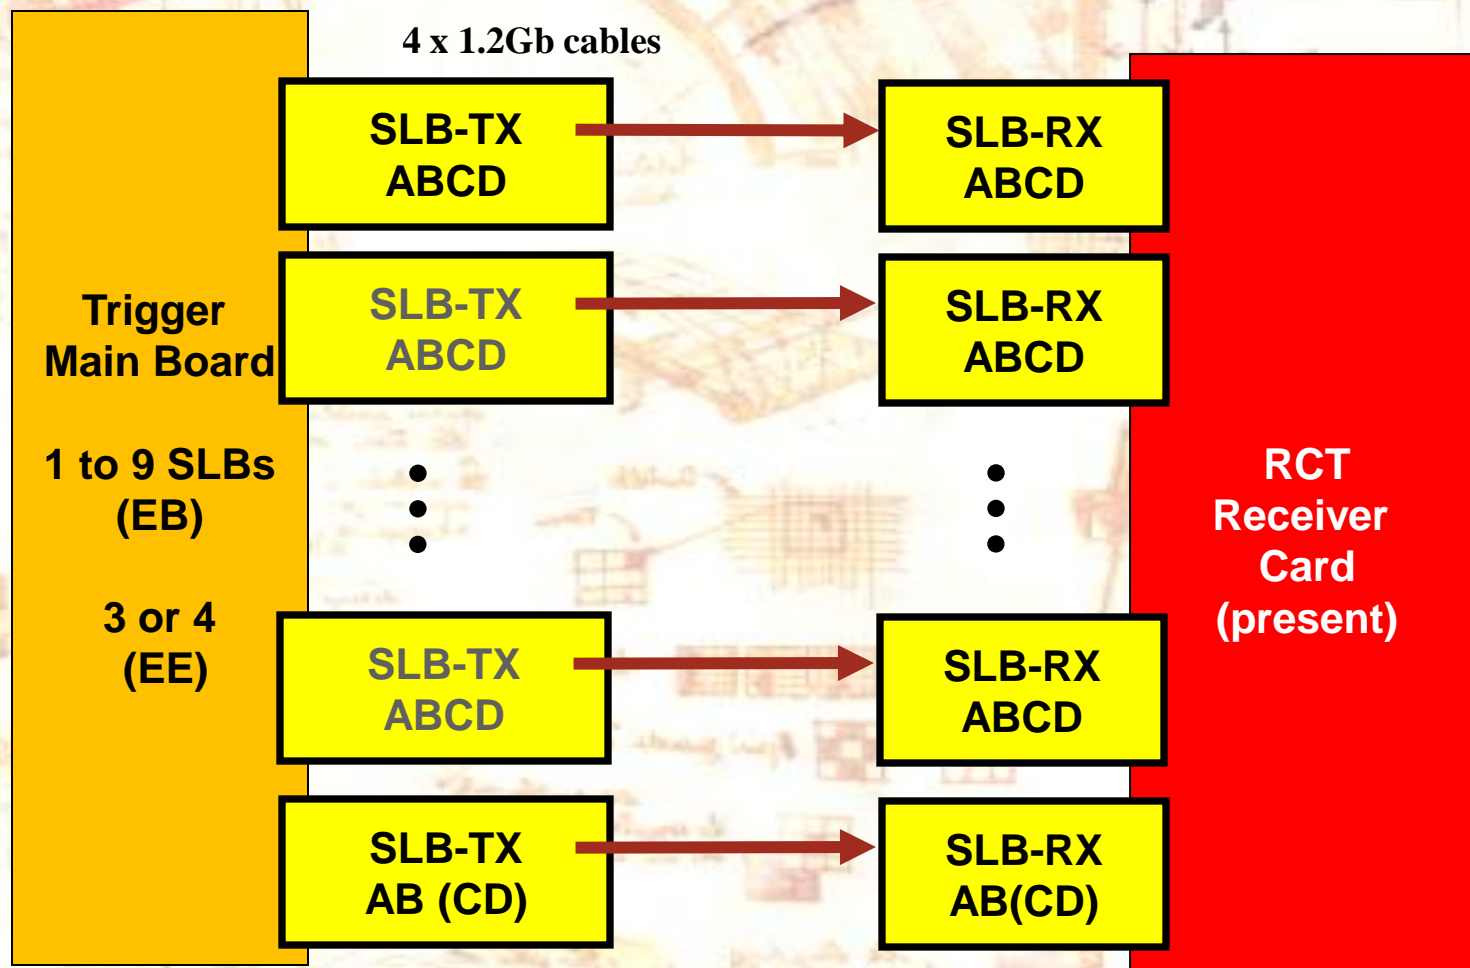 4 x 1.2Gb cables
SLB-TX
ABCD
SLB-RX
ABCD
SLB-TX
ABCD
SLB-RX
ABCD
Trigger
Main Board
1 to 9 SLBs
(EB)
3 or 4
(EE)
RCT
Receiver
Card
(present)
SLB-TX
ABCD
SLB-RX
ABCD
SLB-TX
AB (CD)
SLB-RX
AB(CD)